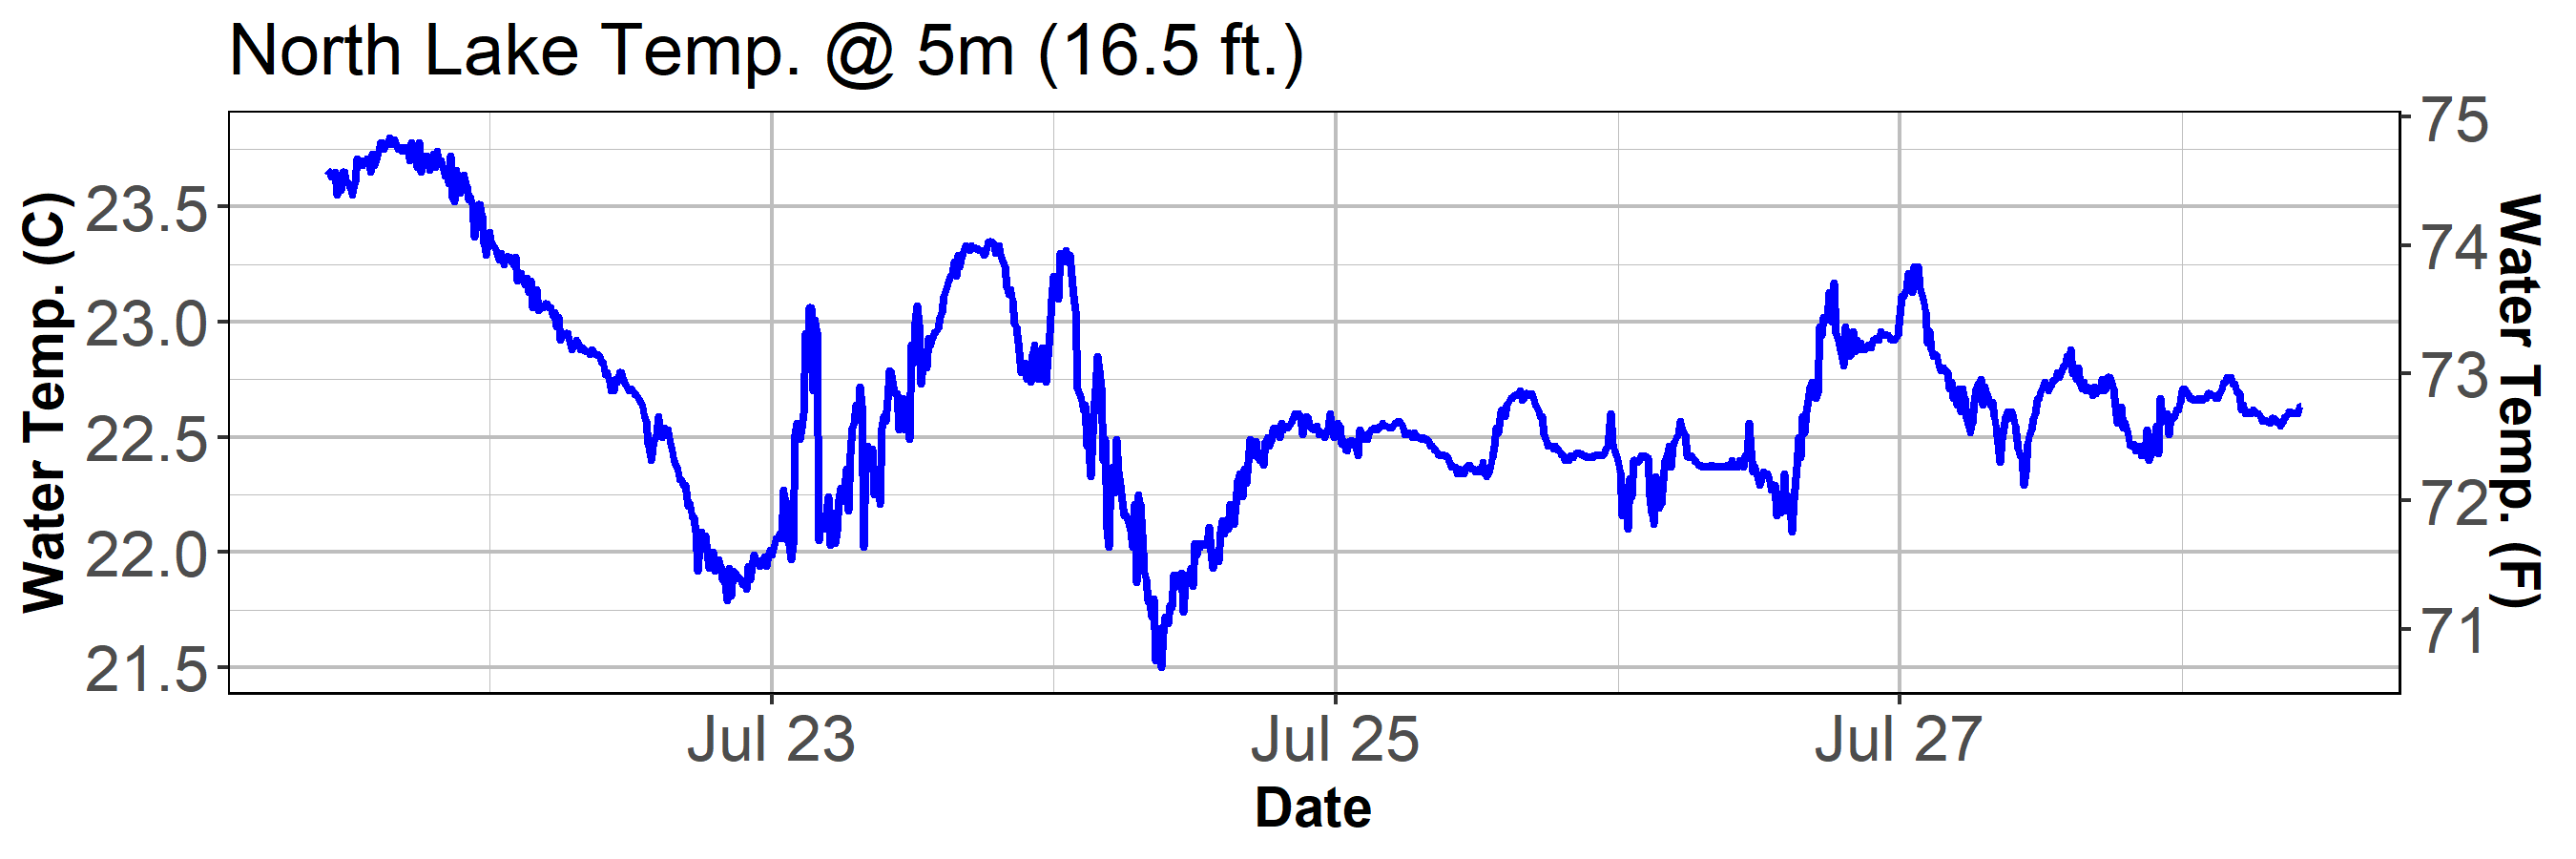 North Lake Temp. @ 5m (16.5 ft.)
Water Temp. (C)
23.5
23.0
22.5
22.0
21.5
75
74
73
72
71
Water Temp. (F)
Jul 23
Jul 25
Jul 27
Date